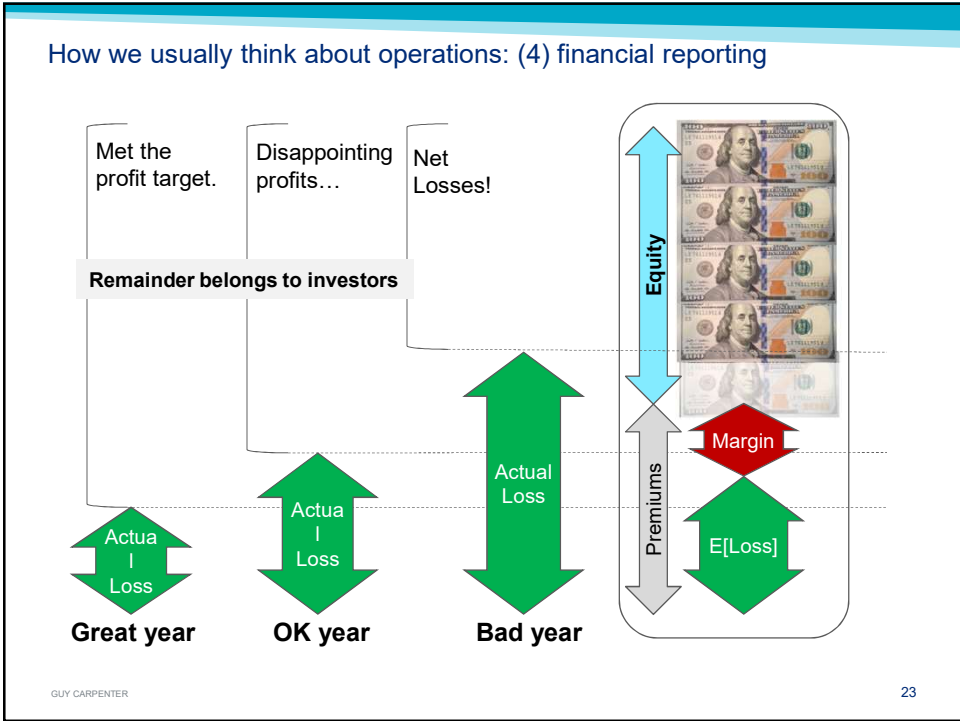 How we usually think about operations: (4) financial reporting
Met the
profit target.
Disappointing
profits…
Net
Losses!
Remainder belongs to investors
Equity
Premiums
Margin
E[Loss]
Actua
l
Loss
Actua
l
Loss
Actual
Loss
Great year
OK year
Bad year
GUY CARPENTER
23